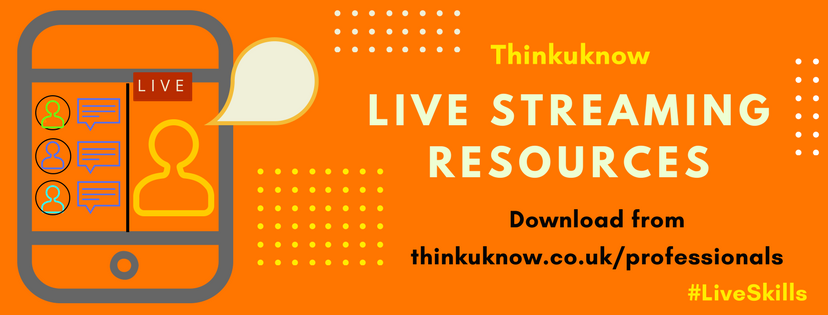 LIVE
Thinkuknow
LIVE STREAMING
RESOURCES
Download from
thinkuknow.co.uk/professionals
#LiveSkills